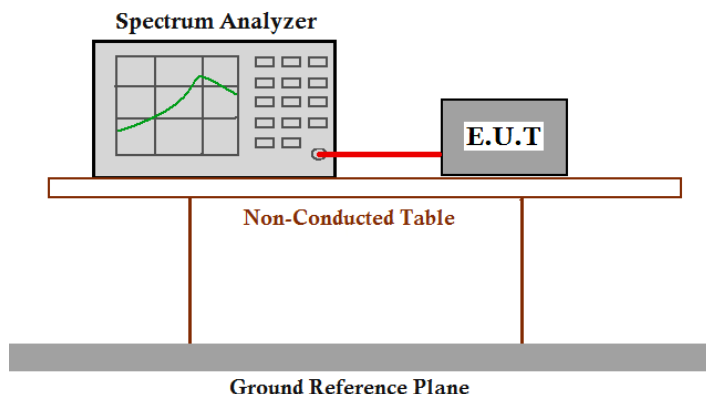 Spectrum Analyzer
E.U.T
Non-Conducted Table
Ground Reference Plane